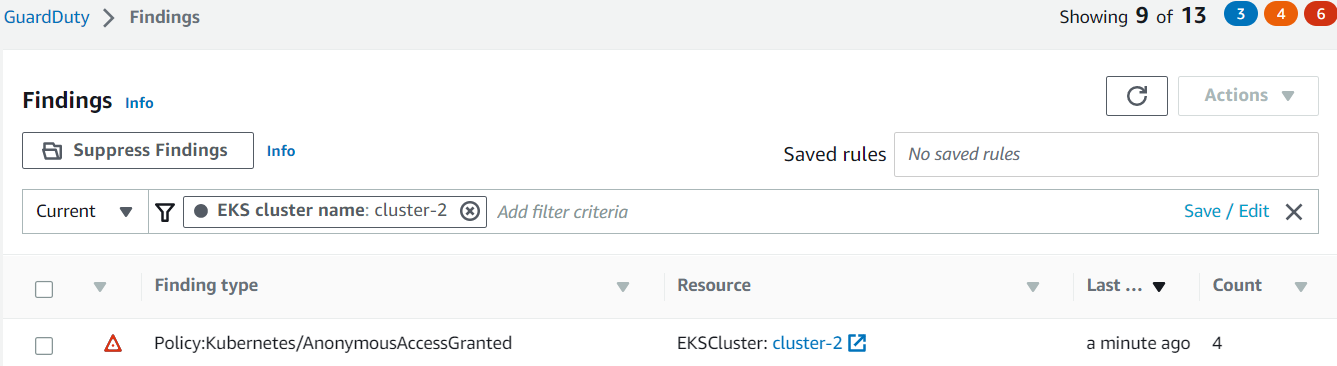 GuardDuty > Findings
Showing 9 of 13 3 4 6
Findings Info
Actions
Suppress Findings Info
Saved rules No saved rules
Current EKS cluster name: cluster-2 Add filter criteria Save / Edit
Finding type Resource Last ... Count
Policy:Kubernetes/AnonymousAccessGranted EKSCluster: cluster-2 a minute ago 4